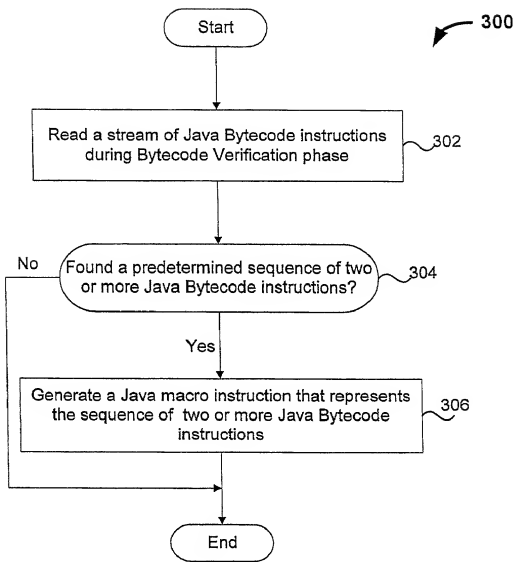 Start
300
Read a stream of Java Bytecode instructions
during Bytecode Verification phase
302
No
Found a predetermined sequence of two
or more Java Bytecode instructions?
304
Yes
Generate a Java macro instruction that represents
the sequence of two or more Java Bytecode
instructions
306
End